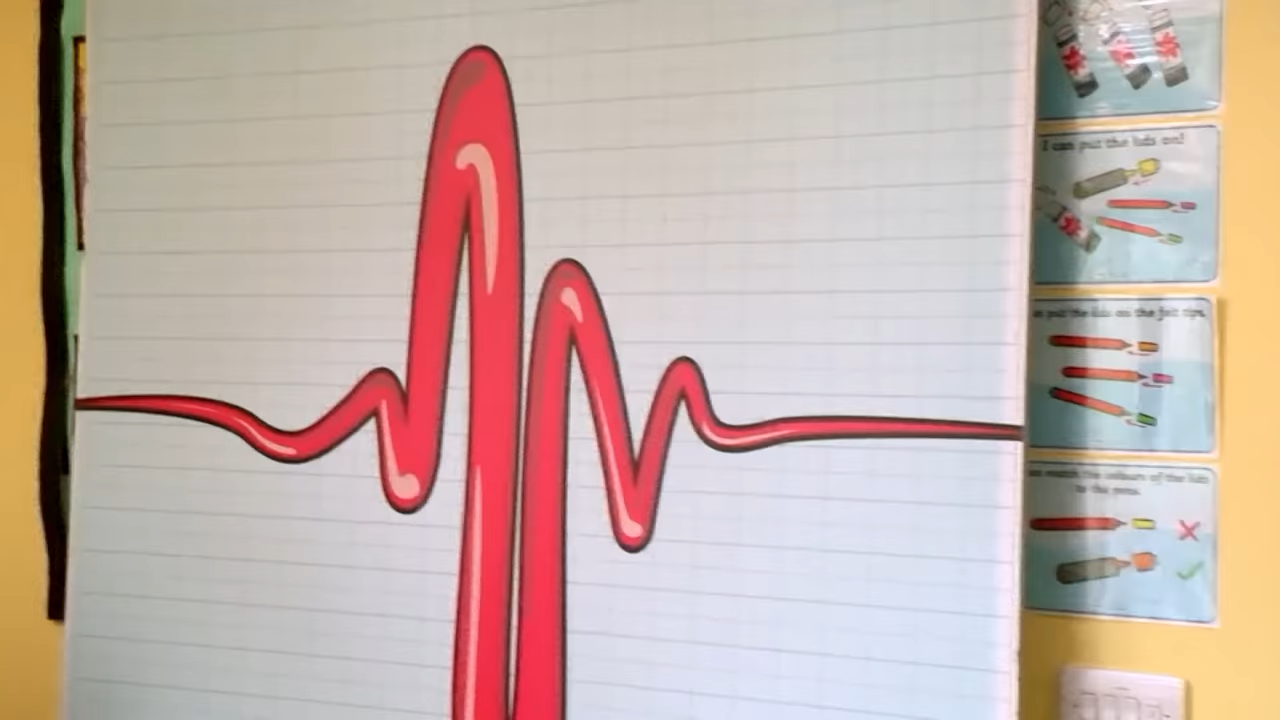 I can put the lids on!
put the lids on the felt tips.
match the colours of the lids
to the pens.